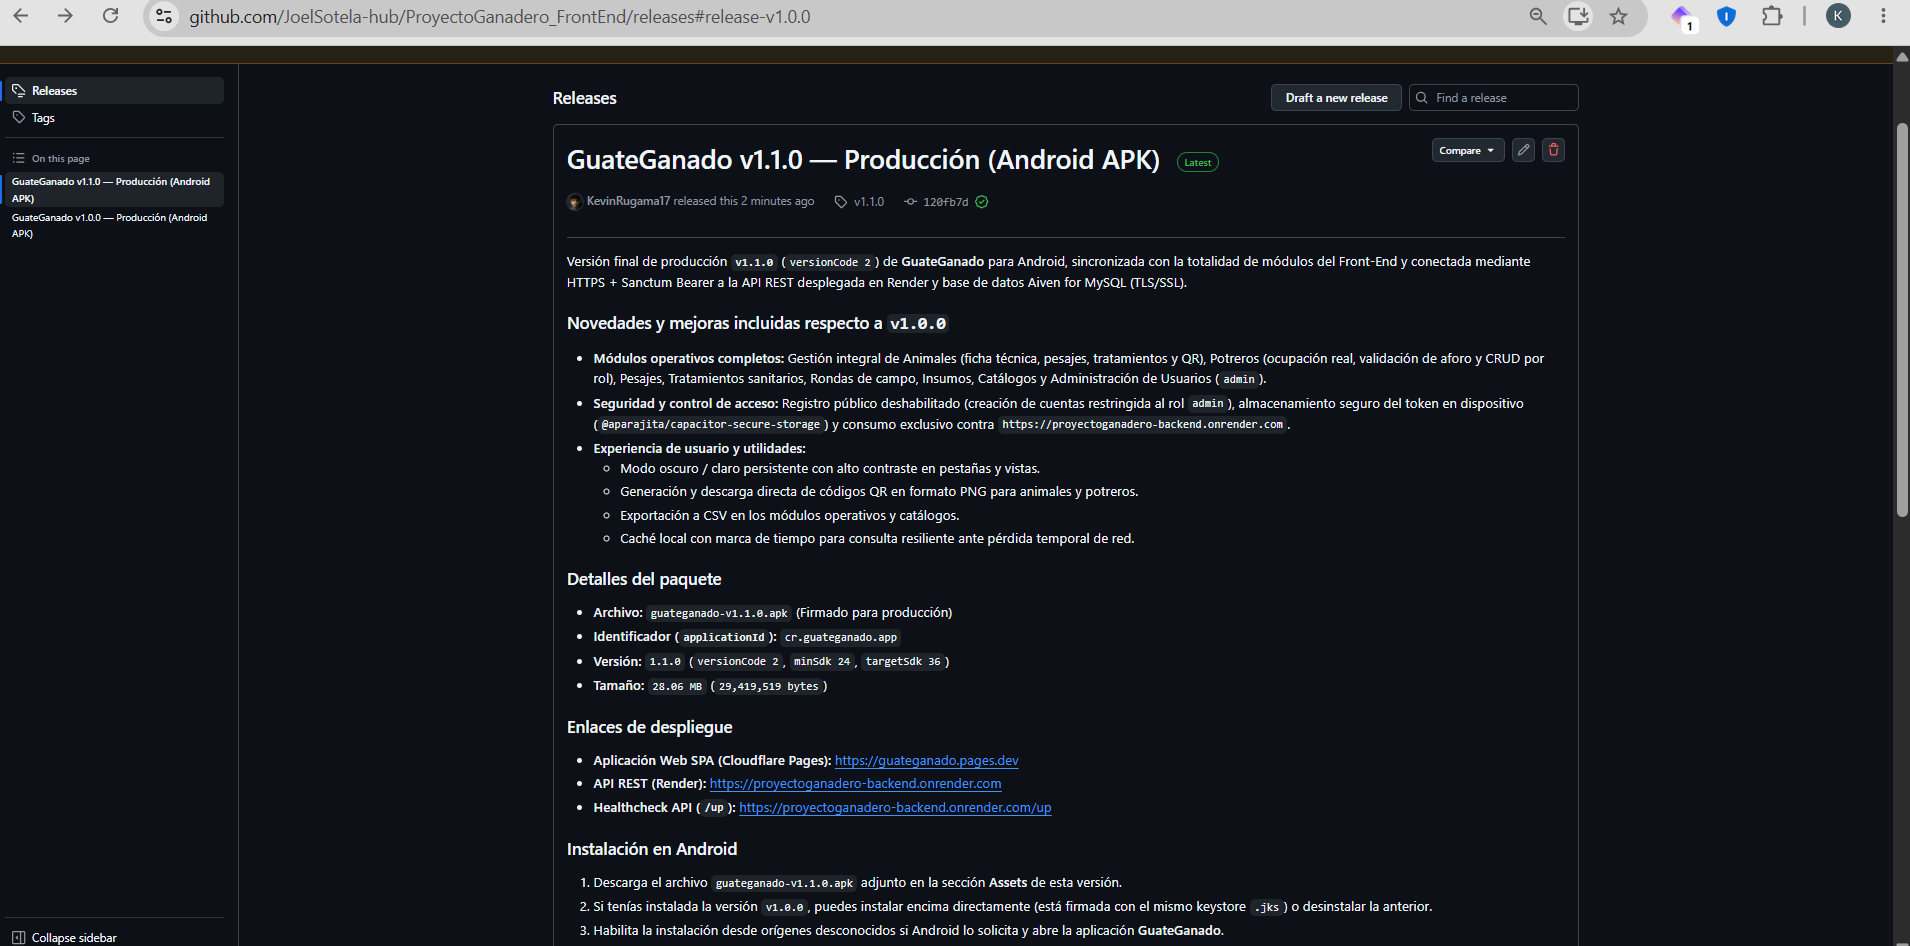 github.com/JoelSotela-hub/ProyectoGanadero_FrontEnd/releases#release-v1.0.0
1
K
Releases
Tags
On this page
GuateGanado v1.1.0 — Producción (Android
APK)
GuateGanado v1.0.0 — Producción (Android
APK)
Collapse sidebar
Releases
Draft a new release
Find a release
GuateGanado v1.1.0 — Producción (Android APK) Latest
Compare
KevinRugama17 released this 2 minutes ago v1.1.0 120fb7d
Versión final de producción v1.1.0 ( versionCode 2 ) de GuateGanado para Android, sincronizada con la totalidad de módulos del Front-End y conectada mediante
HTTPS + Sanctum Bearer a la API REST desplegada en Render y base de datos Aiven for MySQL (TLS/SSL).
Novedades y mejoras incluidas respecto a v1.0.0
• Módulos operativos completos: Gestión integral de Animales (ficha técnica, pesajes, tratamientos y QR), Potreros (ocupación real, validación de aforo y CRUD por
rol), Pesajes, Tratamientos sanitarios, Rondas de campo, Insumos, Catálogos y Administración de Usuarios ( admin ).
• Seguridad y control de acceso: Registro público deshabilitado (creación de cuentas restringida al rol admin ), almacenamiento seguro del token en dispositivo
( @aparajita/capacitor-secure-storage ) y consumo exclusivo contra https://proyectoganadero-backend.onrender.com .
• Experiencia de usuario y utilidades:
○ Modo oscuro / claro persistente con alto contraste en pestañas y vistas.
○ Generación y descarga directa de códigos QR en formato PNG para animales y potreros.
○ Exportación a CSV en los módulos operativos y catálogos.
○ Caché local con marca de tiempo para consulta resiliente ante pérdida temporal de red.
Detalles del paquete
• Archivo: guateganado-v1.1.0.apk (Firmado para producción)
• Identificador ( applicationId ): cr.guateganado.app
• Versión: 1.1.0 ( versionCode 2 , minSdk 24 , targetSdk 36 )
• Tamaño: 28.06 MB ( 29,419,519 bytes )
Enlaces de despliegue
• Aplicación Web SPA (Cloudflare Pages): https://guateganado.pages.dev
• API REST (Render): https://proyectoganadero-backend.onrender.com
• Healthcheck API ( /up ): https://proyectoganadero-backend.onrender.com/up
Instalación en Android
1. Descarga el archivo guateganado-v1.1.0.apk adjunto en la sección Assets de esta versión.
2. Si tenías instalada la versión v1.0.0 , puedes instalar encima directamente (está firmada con el mismo keystore .jks ) o desinstalar la anterior.
3. Habilita la instalación desde orígenes desconocidos si Android lo solicita y abre la aplicación GuateGanado.